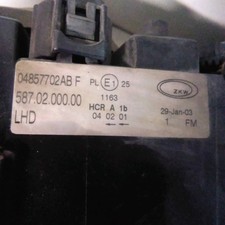 04857702AB F PL E1 25
587.02.000.00 1163 ZKW
LHD HCR A 1b 29-Jan-03
04 02 01 1 FM